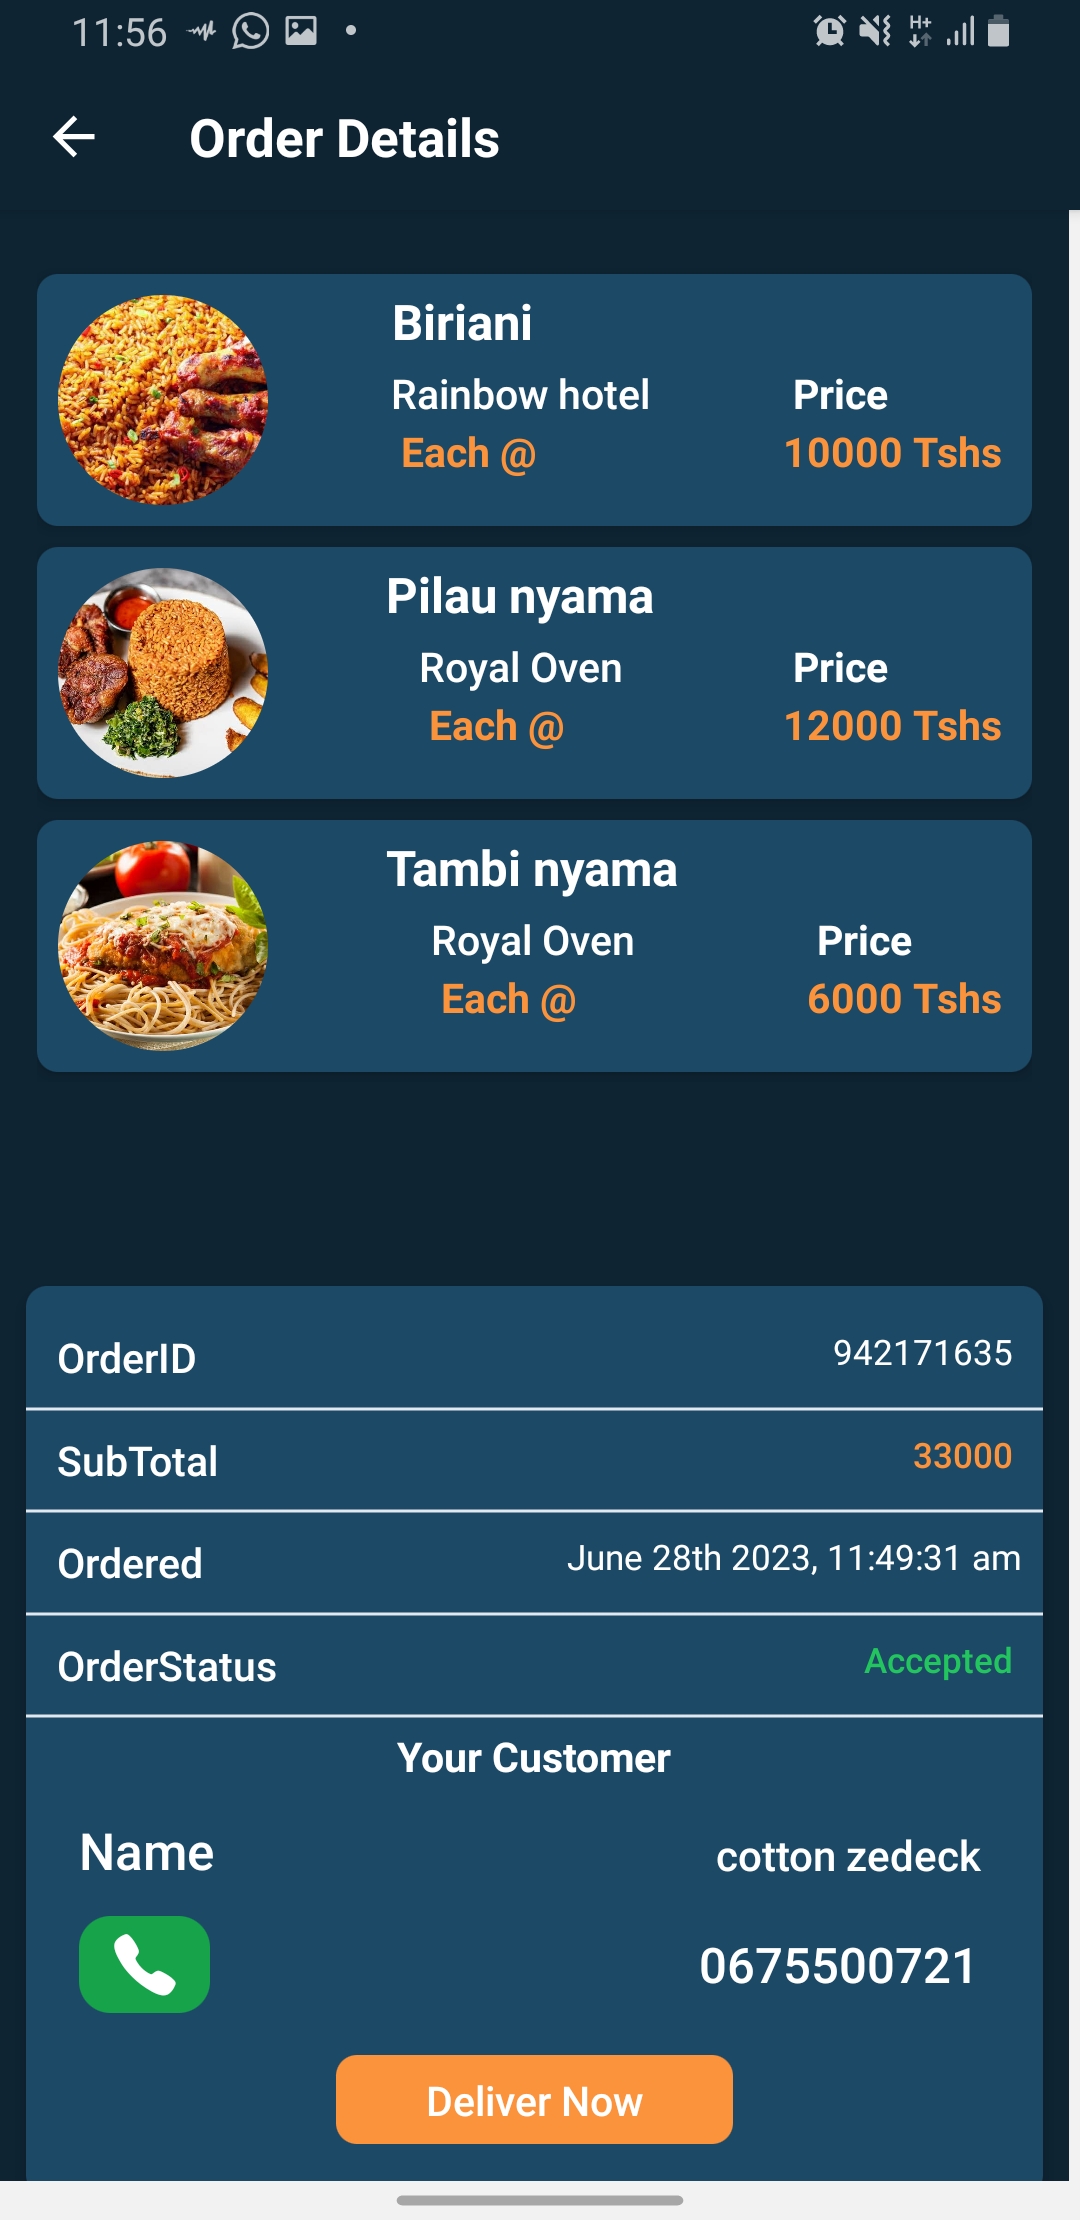 11:56
H+
Order Details
Biriani
Rainbow hotel Price
Each @ 10000 Tshs
Pilau nyama
Royal Oven Price
Each @ 12000 Tshs
Tambi nyama
Royal Oven Price
Each @ 6000 Tshs
OrderID 942171635
SubTotal 33000
Ordered June 28th 2023, 11:49:31 am
OrderStatus Accepted
Your Customer
Name cotton zedeck
0675500721
Deliver Now